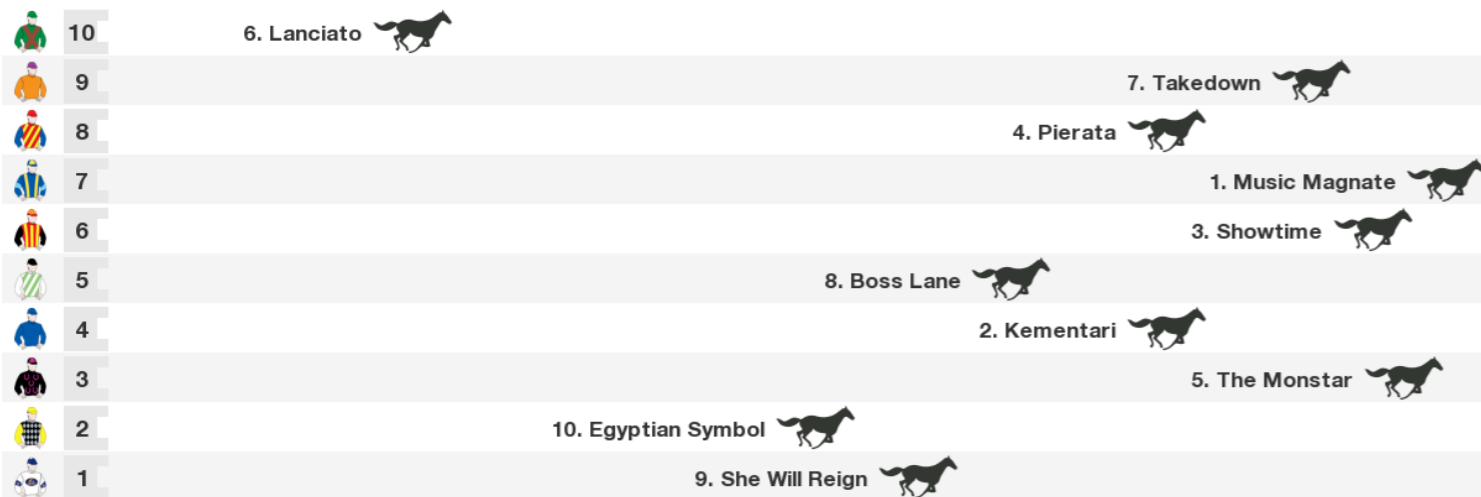 10 6. Lanciato
9 7. Takedown
8 4. Pierata
7 1. Music Magnate
6 3. Showtime
5 8. Boss Lane
4 2. Kementari
3 5. The Monstar
2 10. Egyptian Symbol
1 9. She Will Reign